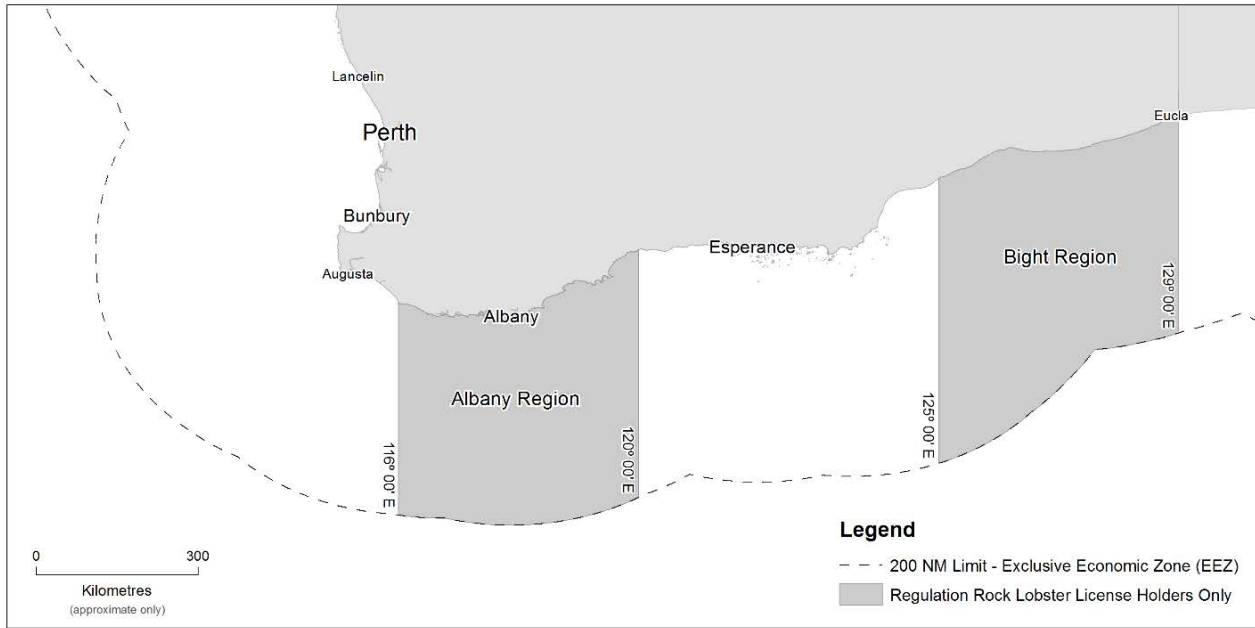 Lancelin
Perth
Eucla
Bunbury
Esperance
Bight Region
Augusta
129° 00' E
Albany
Albany Region
125° 00' E
120° 00' E
116° 00' E
Legend
200 NM Limit - Exclusive Economic Zone (EEZ)
Regulation Rock Lobster License Holders Only
0 300
Kilometres
(approximate only)